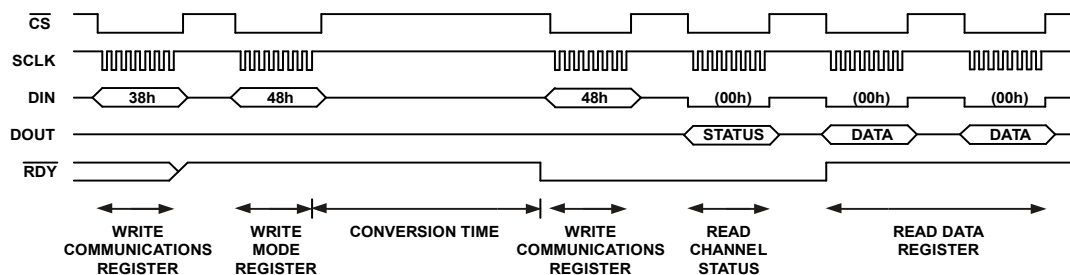 CS
SCLK
DIN 38h 48h 48h (00h) (00h) (00h)
DOUT STATUS DATA DATA
RDY
WRITE
COMMUNICATIONS
REGISTER
WRITE
MODE
REGISTER
CONVERSION TIME
WRITE
COMMUNICATIONS
REGISTER
READ
CHANNEL
STATUS
READ DATA
REGISTER